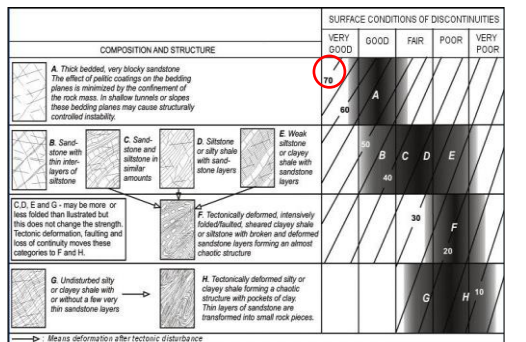 SURFACE CONDITIONS OF DISCONTINUITIES
COMPOSITION AND STRUCTURE
VERY
GOOD
GOOD
FAIR
POOR
VERY
POOR
A. Thick bedded, very blocky sandstone
The effect of pelitic coatings on the bedding
planes is minimized by the confinement of
the rock mass. In shallow tunnels or slopes
these bedding planes may cause structurally
controlled instability.
70
60
A
B. Sand-
stone with
thin inter-
layers of
siltstone
C. Sand-
stone and
siltstone in
similar
amounts
D. Siltstone
or silty shale
with sand-
stone layers
E. Weak
siltstone
or clayey
shale with
sandstone
layers
50
B
C
D
E
40
C,D, E and G - may be more or
less folded than llustrated but
this does not change the strength.
Tectonic deformation, faulting and
loss of continuity moves these
categories to F and H.
F. Tectonically deformed, intensively
folded/faulted, sheared clayey shale
or siltstone with broken and deformed
sandstone layers forming an almost
chaotic structure
30
F
20
G. Undisturbed silty
or clayey shale with
or without a few very
thin sandstone layers
H. Tectonically deformed silty or
clayey shale forming a chaotic
structure with pockets of clay.
Thin layers of sandstone are
transformed into small rock pieces.
G
H
10
: Means deformation after tectonic disturbance